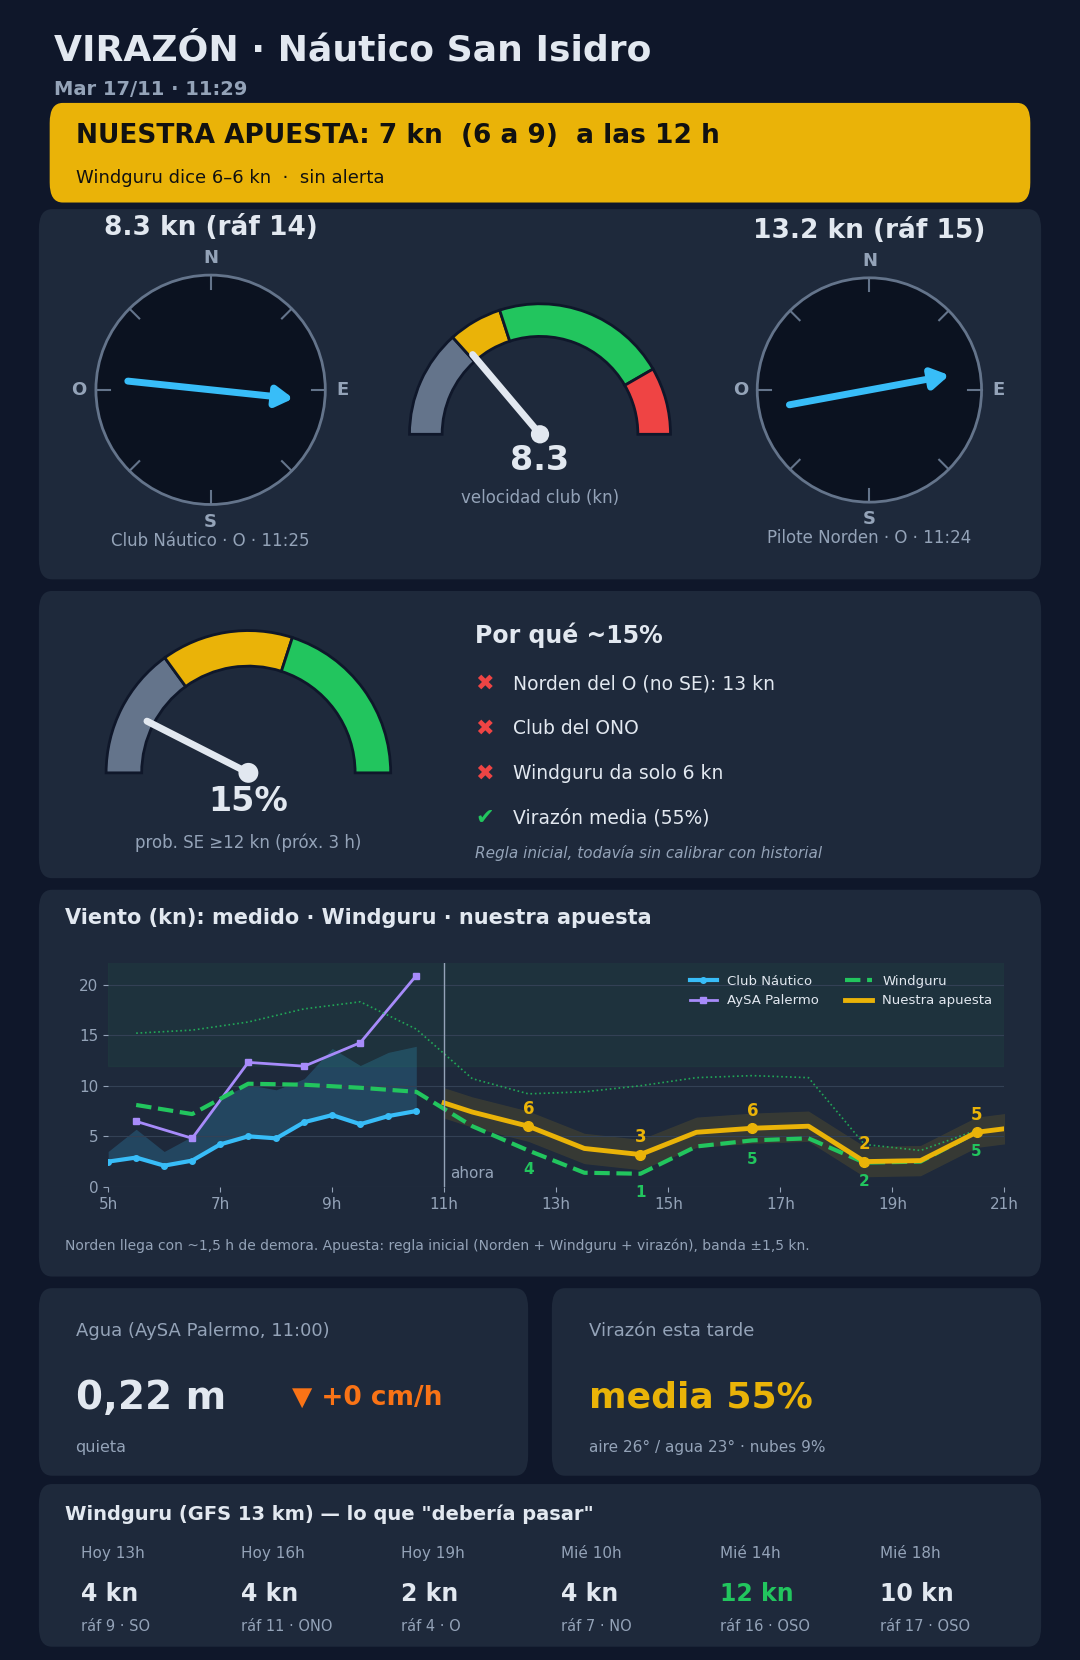 VIRAZÓN · Náutico San Isidro
Mar 17/11 · 11:29
NUESTRA APUESTA: 7 kn (6 a 9) a las 12 h
Windguru dice 6–6 kn · sin alerta
8.3 kn (ráf 14)
N
O
E
S
Club Náutico · O · 11:25
8.3
velocidad club (kn)
13.2 kn (ráf 15)
N
O
E
S
Pilote Norden · O · 11:24
15%
prob. SE ≥12 kn (próx. 3 h)
Por qué ~15%
✖ Norden del O (no SE): 13 kn
✖ Club del ONO
✖ Windguru da solo 6 kn
✔ Virazón media (55%)
Regla inicial, todavía sin calibrar con historial
Viento (kn): medido · Windguru · nuestra apuesta
Club Náutico
AySA Palermo
Windguru
Nuestra apuesta
20
15
10
5
0
6
3
6
2
5
4
1
5
2
5
ahora
5h 7h 9h 11h 13h 15h 17h 19h 21h
Norden llega con ~1,5 h de demora. Apuesta: regla inicial (Norden + Windguru + virazón), banda ±1,5 kn.
Agua (AySA Palermo, 11:00)
0,22 m ▼ +0 cm/h
quieta
Virazón esta tarde
media 55%
aire 26° / agua 23° · nubes 9%
Windguru (GFS 13 km) — lo que "debería pasar"
Hoy 13h Hoy 16h Hoy 19h Mié 10h Mié 14h Mié 18h
4 kn 4 kn 2 kn 4 kn 12 kn 10 kn
ráf 9 · SO ráf 11 · ONO ráf 4 · O ráf 7 · NO ráf 16 · OSO ráf 17 · OSO